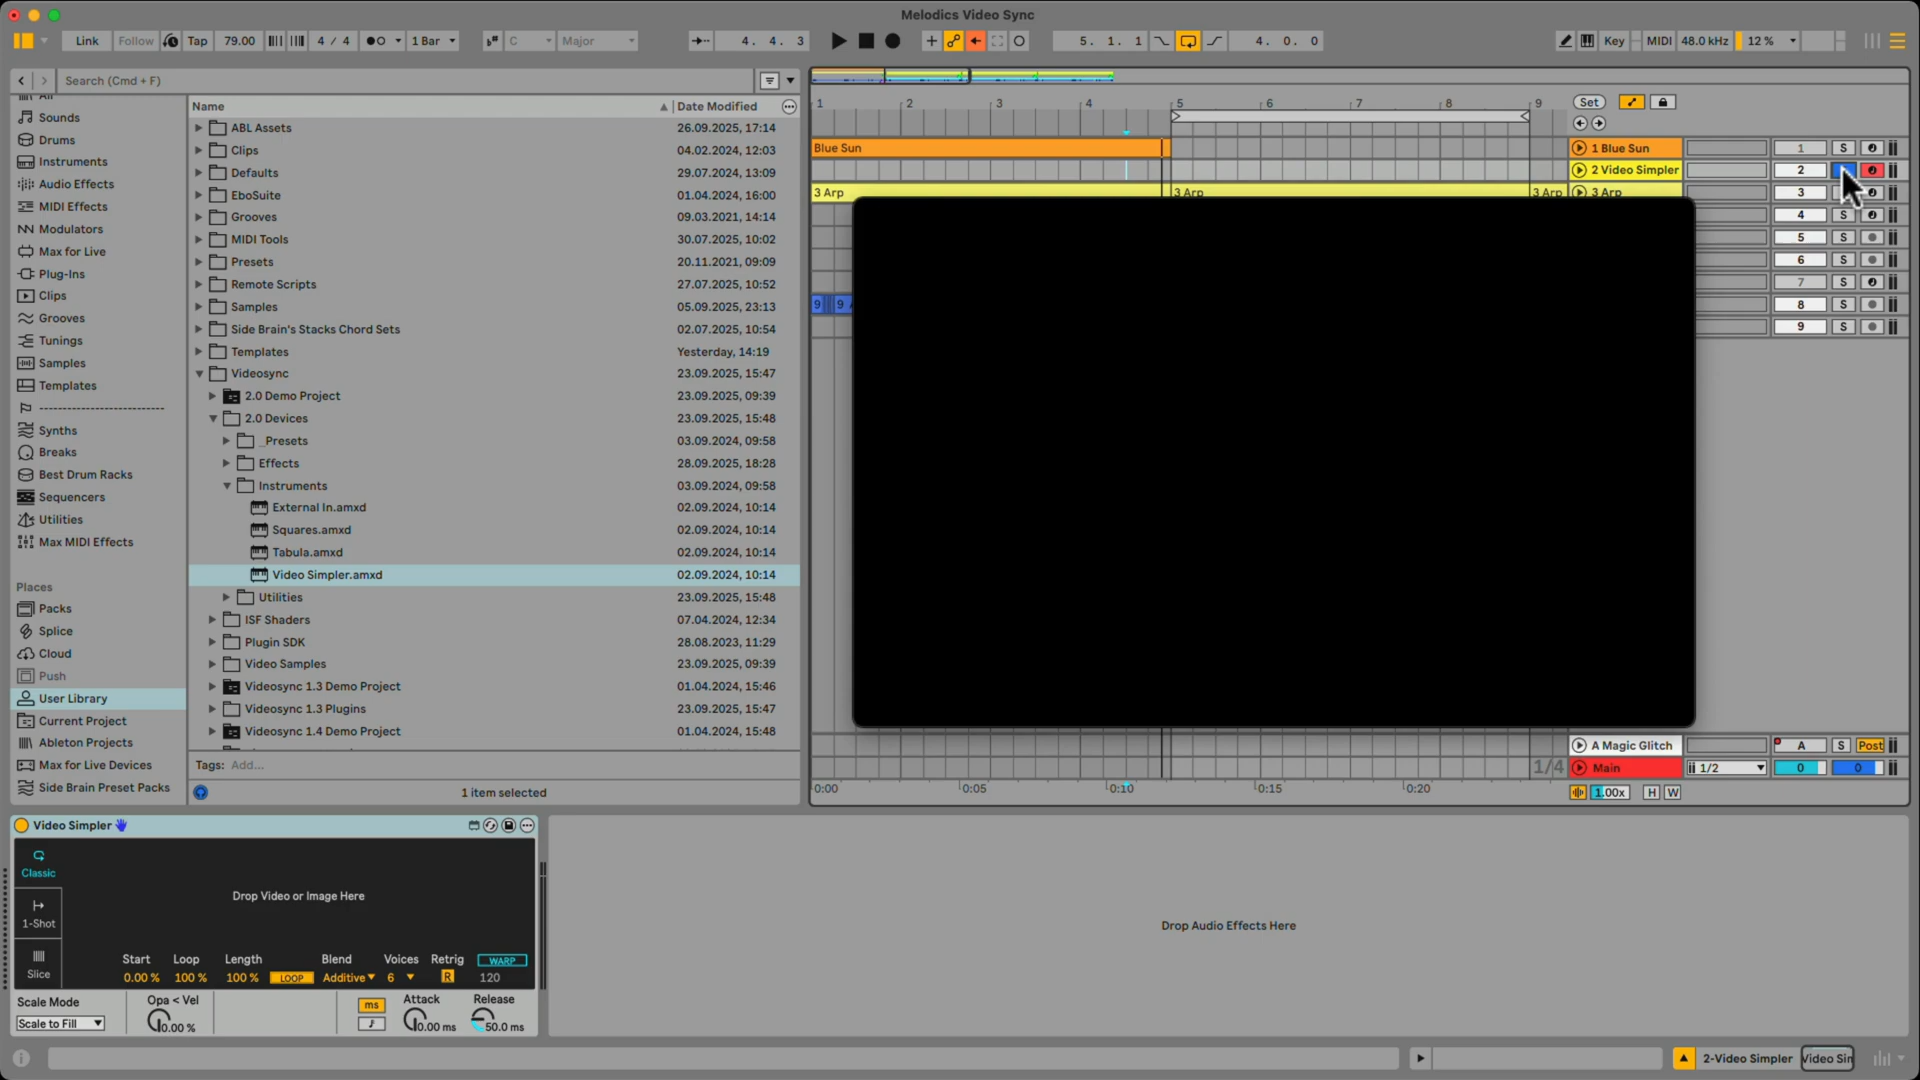 Melodics Video Sync
Link Follow Tap 79.00 4 / 4 1 Bar C Major 4. 4. 3 5. 1. 1 4. 0. 0 Key MIDI 48.0 kHz 12 %
Search (Cmd + F)
Name Date Modified
All
Sounds
Drums
Instruments
Audio Effects
MIDI Effects
Modulators
Max for Live
Plug-Ins
Clips
Grooves
Tunings
Samples
Templates
Synths
Breaks
Best Drum Racks
Sequencers
Utilities
Max MIDI Effects
Places
Packs
Splice
Cloud
Push
User Library
Current Project
Ableton Projects
Max for Live Devices
Side Brain Preset Packs
ABL Assets 26.09.2025, 17:14
Clips 04.02.2024, 12:03
Defaults 29.07.2024, 13:09
EboSuite 01.04.2024, 16:00
Grooves 09.03.2021, 14:14
MIDI Tools 30.07.2025, 10:02
Presets 20.11.2021, 09:09
Remote Scripts 27.07.2025, 10:52
Samples 05.09.2025, 23:13
Side Brain's Stacks Chord Sets 02.07.2025, 10:54
Templates Yesterday, 14:19
Videosync 23.09.2025, 15:47
2.0 Demo Project 23.09.2025, 09:39
2.0 Devices 23.09.2025, 15:48
_Presets 03.09.2024, 09:58
Effects 28.09.2023, 18:28
Instruments 03.09.2024, 09:58
External In.amxd 02.09.2024, 10:14
Squares.amxd 02.09.2024, 10:14
Tabula.amxd 02.09.2024, 10:14
Video Simpler.amxd 02.09.2024, 10:14
Utilities 23.09.2025, 15:48
ISF Shaders 07.04.2024, 12:34
Plugin SDK 28.08.2023, 11:29
Video Samples 23.09.2025, 09:39
Videosync 1.3 Demo Project 01.04.2024, 15:46
Videosync 1.3 Plugins 23.09.2025, 15:47
Videosync 1.4 Demo Project 01.04.2024, 15:48
Tags: Add...
1 item selected
1 2 3 4 5 6 7 8 9 Set
Blue Sun 1 Blue Sun 1 S
2 Video Simpler 2
3 Arp 3 Arp 3 Arp 3 Arp 3
4 S
5 S
6 S
7 S
9 9 8 S
9 S
A Magic Glitch A S Post
1/4 Main 1/2 0 0
0:00 0:05 0:10 0:15 0:20 1.00x H W
Video Simpler
Classic
1-Shot
Slice
Drop Video or Image Here
Start Loop Length Blend Voices Retrig WARP
0.00 % 100 % 100 % LOOP Additive 6 R 120
Scale Mode Opa < Vel ms Attack Release
Scale to Fill 0.00 % 0.00 ms 50.0 ms
Drop Audio Effects Here
2-Video Simpler Video Sim